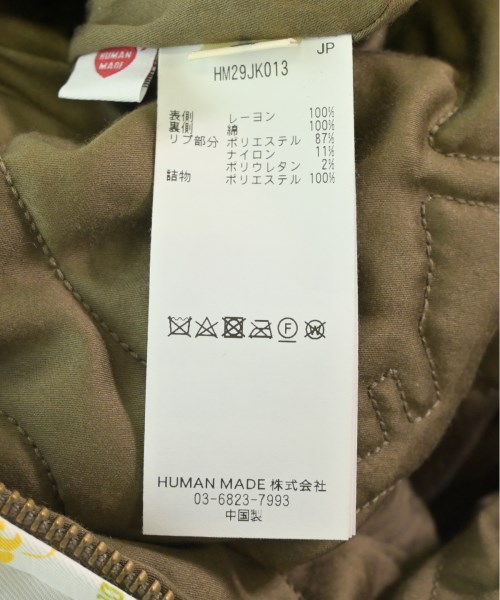 HUMAN
MADE
JP
HM29JK013
表側 レーヨン 100%
裏側 綿 100%
リブ部分 ポリエステル 87%
ナイロン 11%
ポリウレタン 2%
詰物 ポリエステル 100%
F
W
HUMAN MADE 株式会社
03-6823-7993
中国製